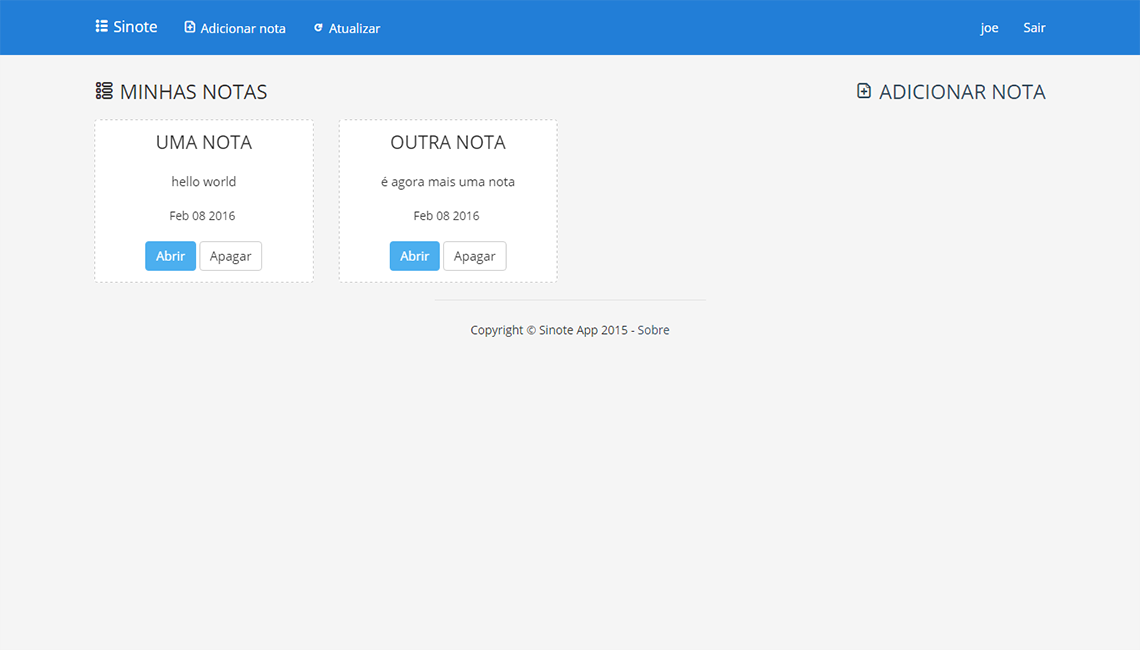 Sinote Adicionar nota Atualizar joe Sair
MINHAS NOTAS ADICIONAR NOTA
UMA NOTA
hello world
Feb 08 2016
Abrir Apagar
OUTRA NOTA
é agora mais uma nota
Feb 08 2016
Abrir Apagar
Copyright © Sinote App 2015 - Sobre